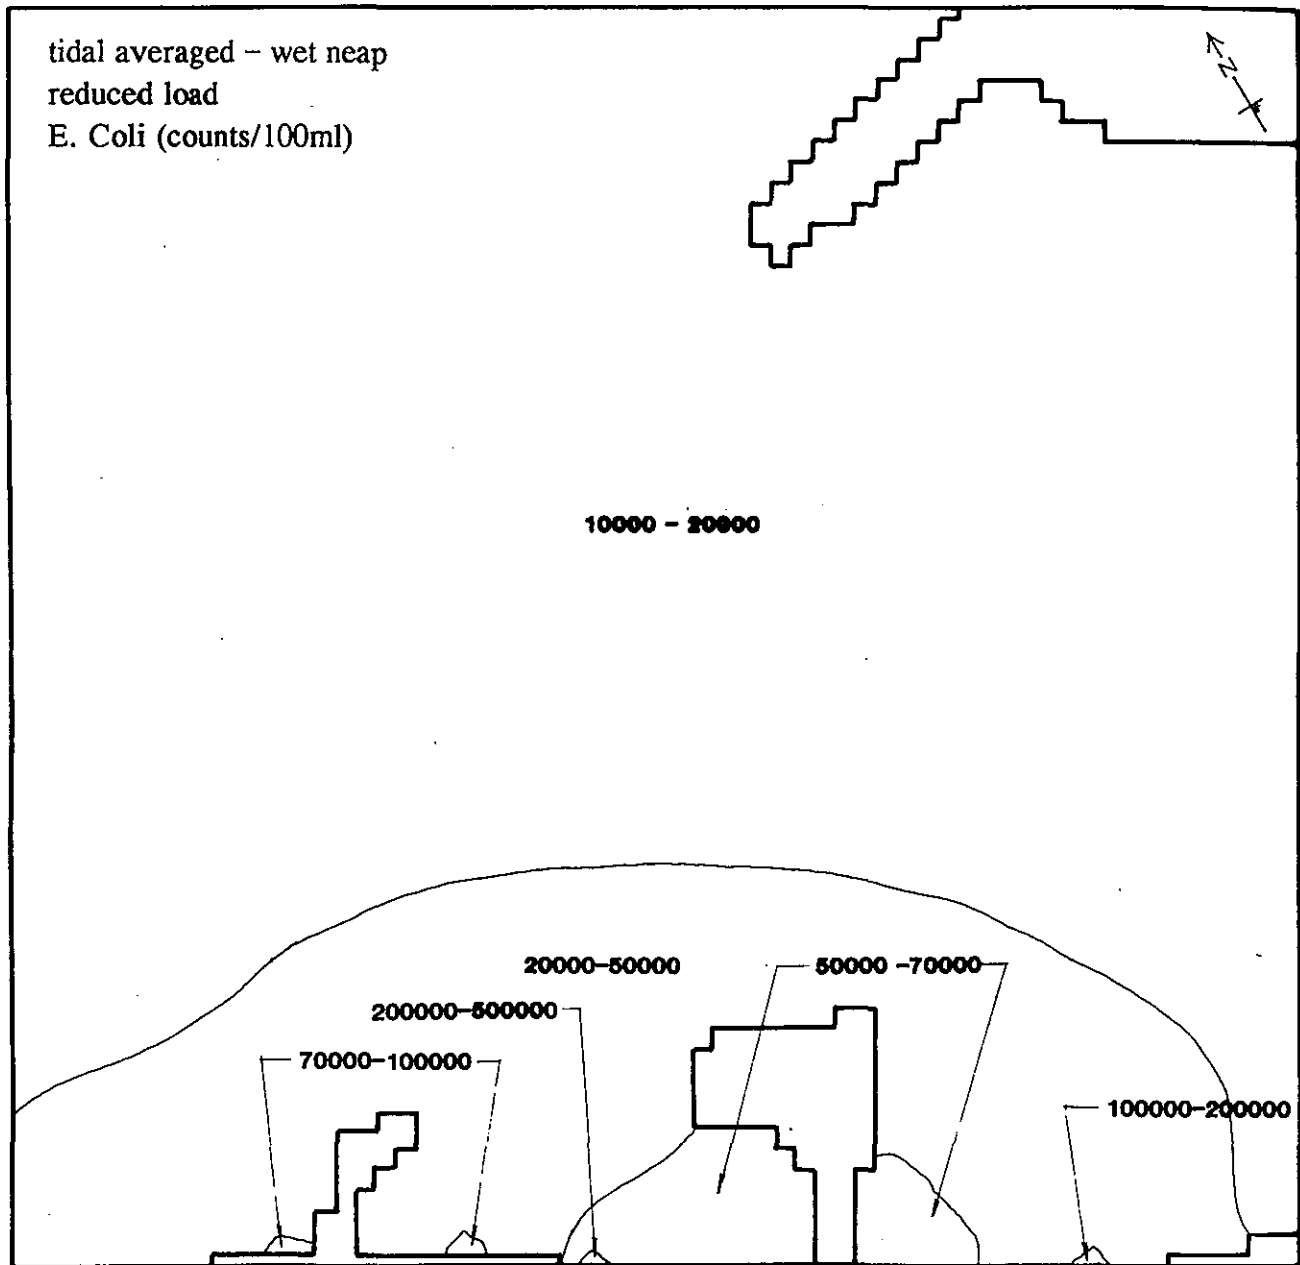 tidal averaged – wet neap
reduced load
E. Coli (counts/100ml)
N
10000 - 20000
20000-50000
50000 -70000
200000-500000
70000-100000
100000-200000